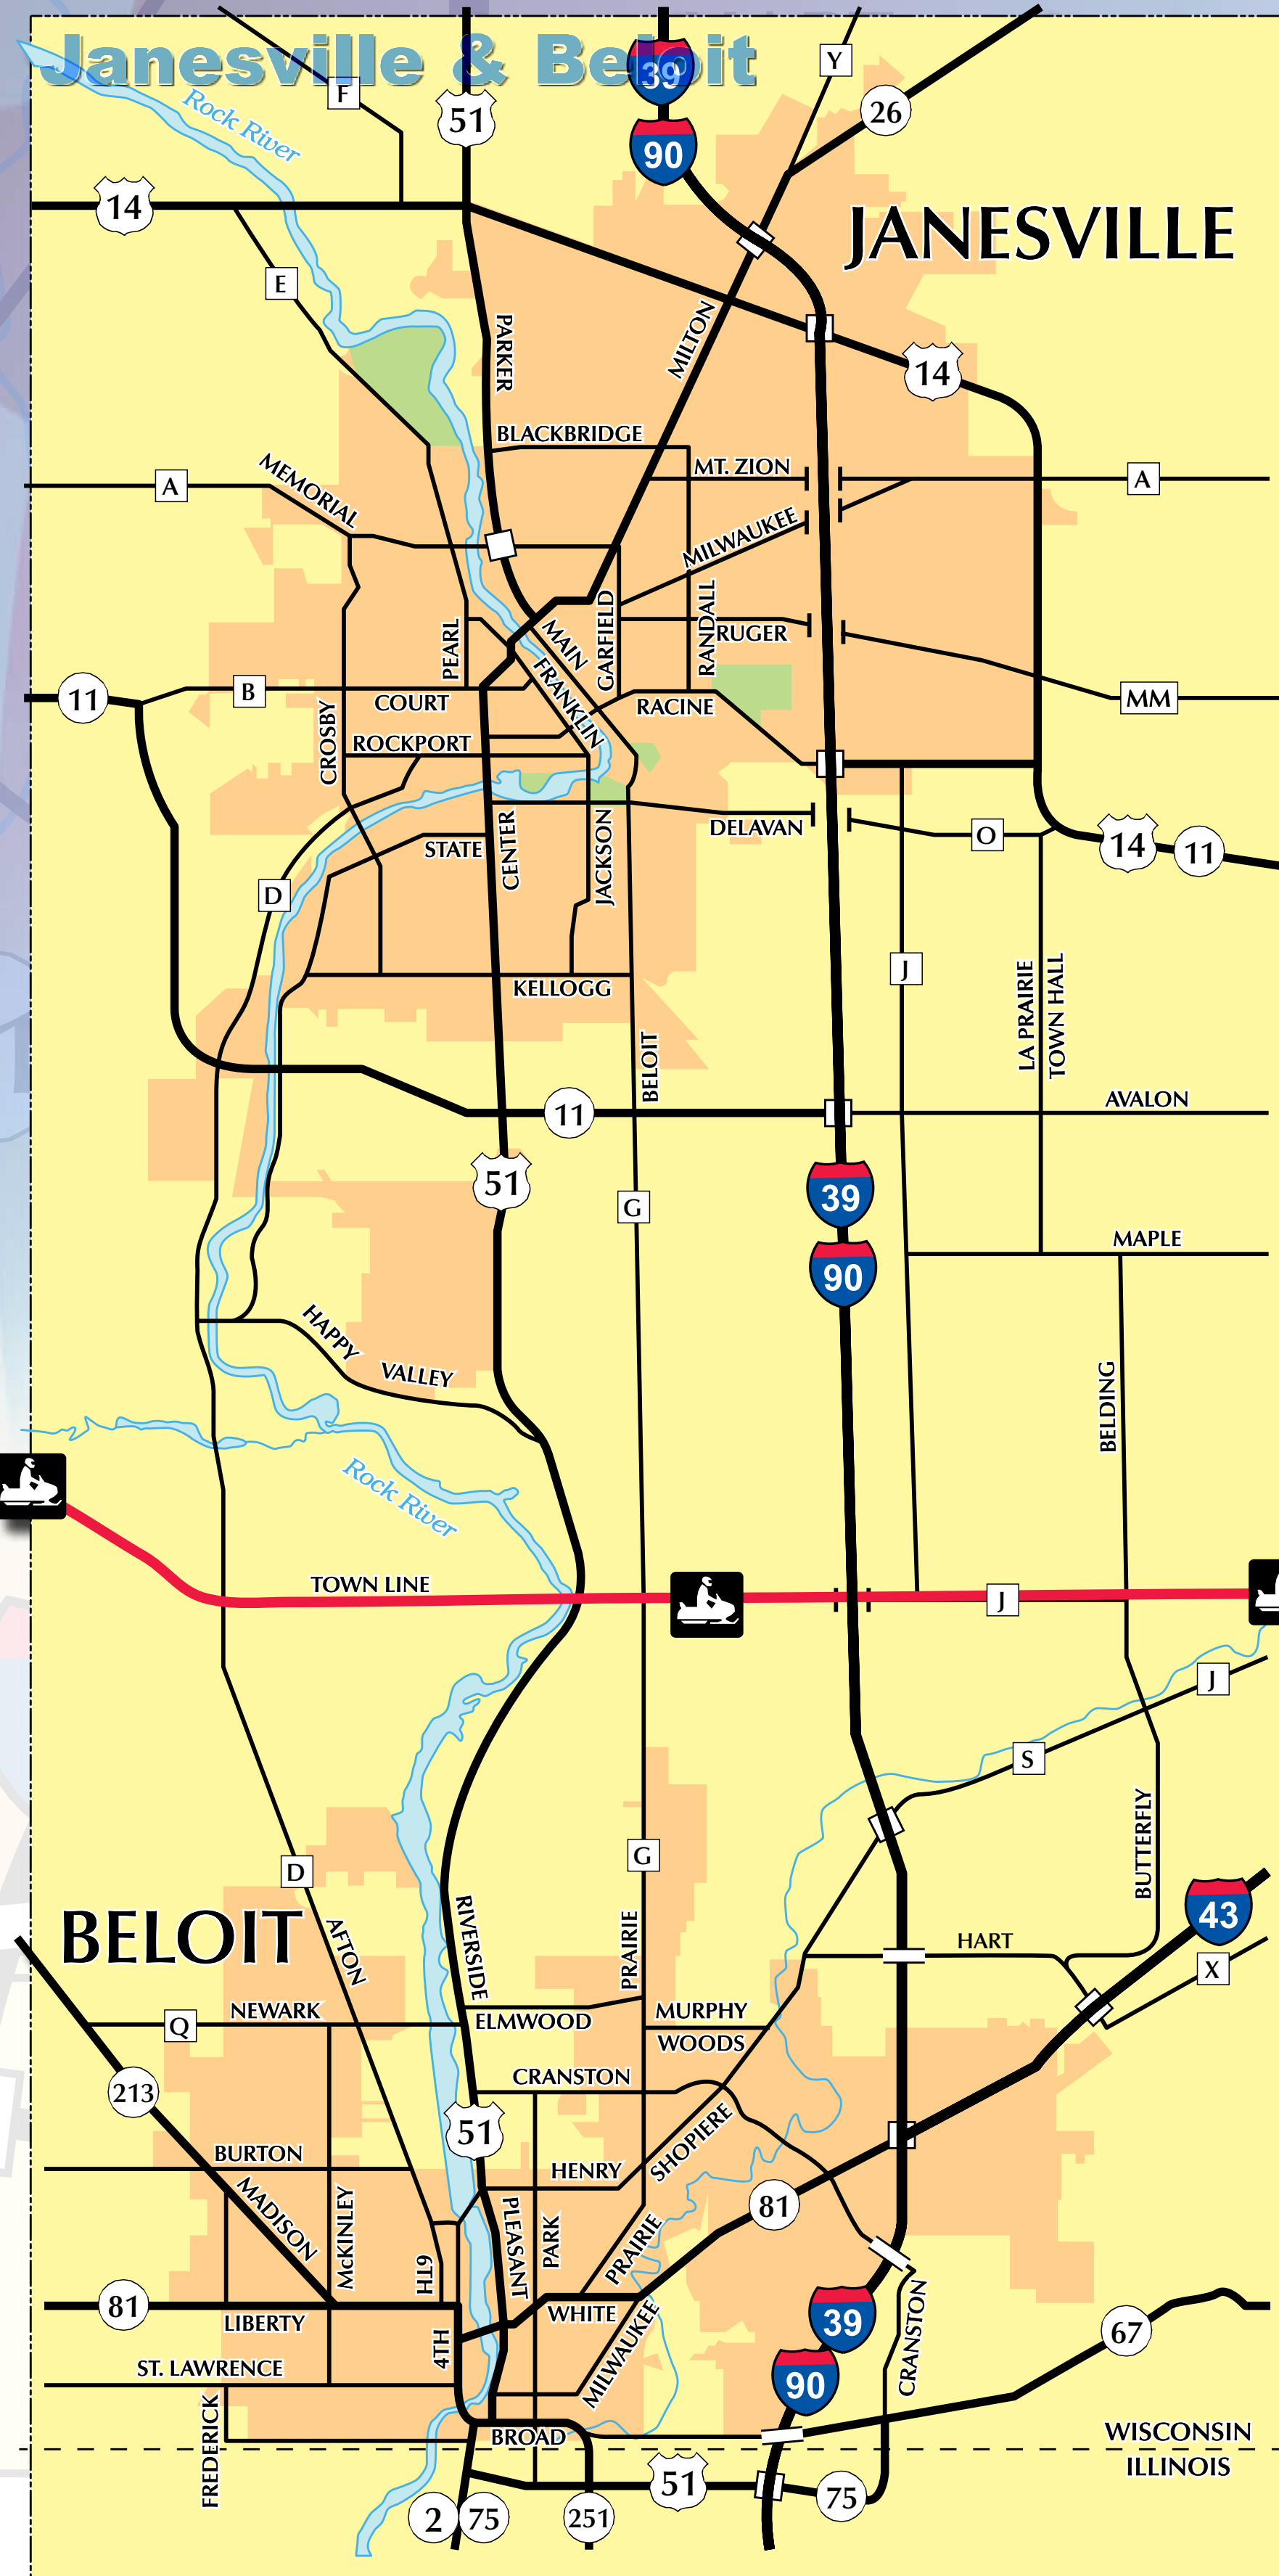 Janesville & Beloit
39
Y
F
26
51
90
Rock River
14
JANESVILLE
E
PARKER
MILTON
14
BLACKBRIDGE
MT. ZION
A
MEMORIAL
A
MILWAUKEE
RANDALL
GARFIELD
PEARL
MAIN
RUGER
FRANKLIN
11
B
COURT
RACINE
MM
CROSBY
ROCKPORT
CENTER
JACKSON
DELAVAN
O
STATE
14
11
D
J
LA PRAIRIE
TOWN HALL
KELLOGG
BELOIT
AVALON
11
51
39
G
MAPLE
90
HAPPY
VALLEY
BELDING
Rock River
TOWN LINE
J
J
S
BUTTERFLY
G
D
43
BELOIT
RIVERSIDE
PRAIRIE
AFTON
HART
X
NEWARK
MURPHY
Q
ELMWOOD
WOODS
CRANSTON
213
51
SHOPIERE
BURTON
HENRY
MADISON
McKINLEY
81
PLEASANT
PARK
PRAIRIE
6TH
81
LIBERTY
WHITE
39
CRANSTON
67
4TH
MILWAUKEE
ST. LAWRENCE
90
FREDERICK
BROAD
WISCONSIN
ILLINOIS
51
75
2
75
251